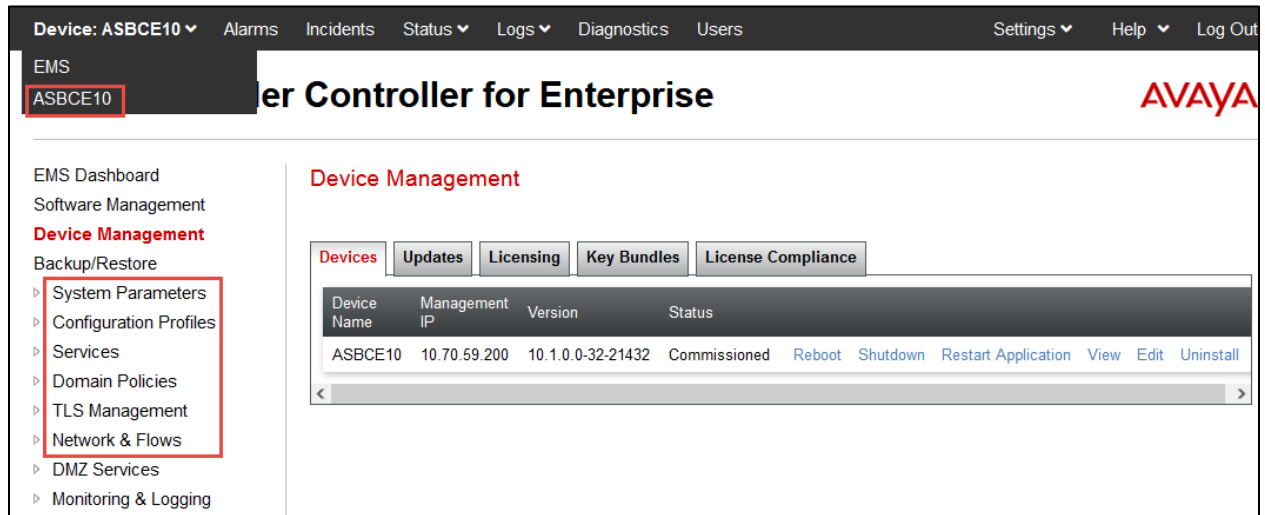 Device: ASBCE10 Alarms Incidents Status Logs Diagnostics Users Settings Help Log Out
EMS
ASBCE10
er Controller for Enterprise
AVAYA
EMS Dashboard
Software Management
Device Management
Backup/Restore
System Parameters
Configuration Profiles
Services
Domain Policies
TLS Management
Network & Flows
DMZ Services
Monitoring & Logging
Device Management
Devices Updates Licensing Key Bundles License Compliance
Device Name Management IP Version Status
ASBCE10 10.70.59.200 10.1.0.0-32-21432 Commissioned Reboot Shutdown Restart Application View Edit Uninstall